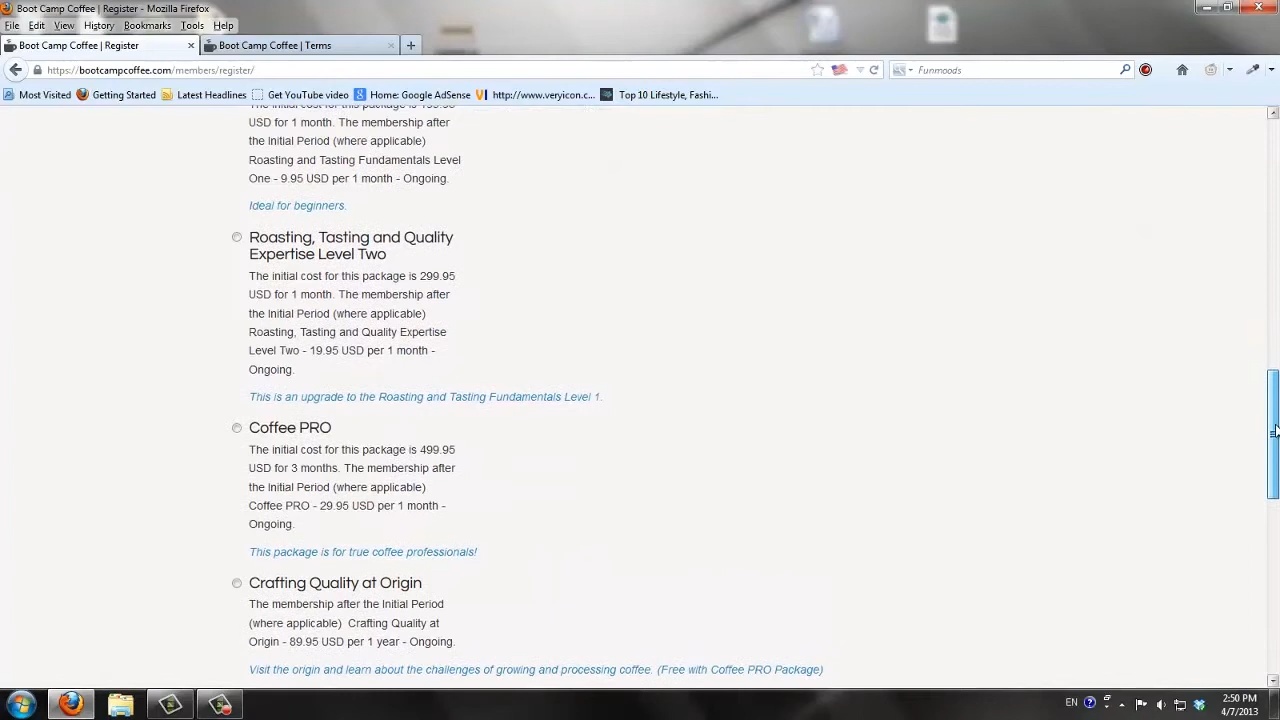 Boot Camp Coffee | Register - Mozilla Firefox
File Edit View History Bookmarks Tools Help
Boot Camp Coffee | Register
Boot Camp Coffee | Terms
https://bootcampcoffee.com/members/register/
Funmoods
Most Visited Getting Started Latest Headlines Get YouTube video Home: Google AdSense http://www.veryicon.c... Top 10 Lifestyle, Fashi...
USD for 1 month. The membership after
the Initial Period (where applicable)
Roasting and Tasting Fundamentals Level
One - 9.95 USD per 1 month - Ongoing.
Ideal for beginners.
Roasting, Tasting and Quality
Expertise Level Two
The initial cost for this package is 299.95
USD for 1 month. The membership after
the Initial Period (where applicable)
Roasting, Tasting and Quality Expertise
Level Two - 19.95 USD per 1 month -
Ongoing.
This is an upgrade to the Roasting and Tasting Fundamentals Level 1.
Coffee PRO
The initial cost for this package is 499.95
USD for 3 months. The membership after
the Initial Period (where applicable)
Coffee PRO - 29.95 USD per 1 month -
Ongoing.
This package is for true coffee professionals!
Crafting Quality at Origin
The membership after the Initial Period
(where applicable) Crafting Quality at
Origin - 89.95 USD per 1 year - Ongoing.
Visit the origin and learn about the challenges of growing and processing coffee. (Free with Coffee PRO Package)
EN
2:50 PM
4/7/2013